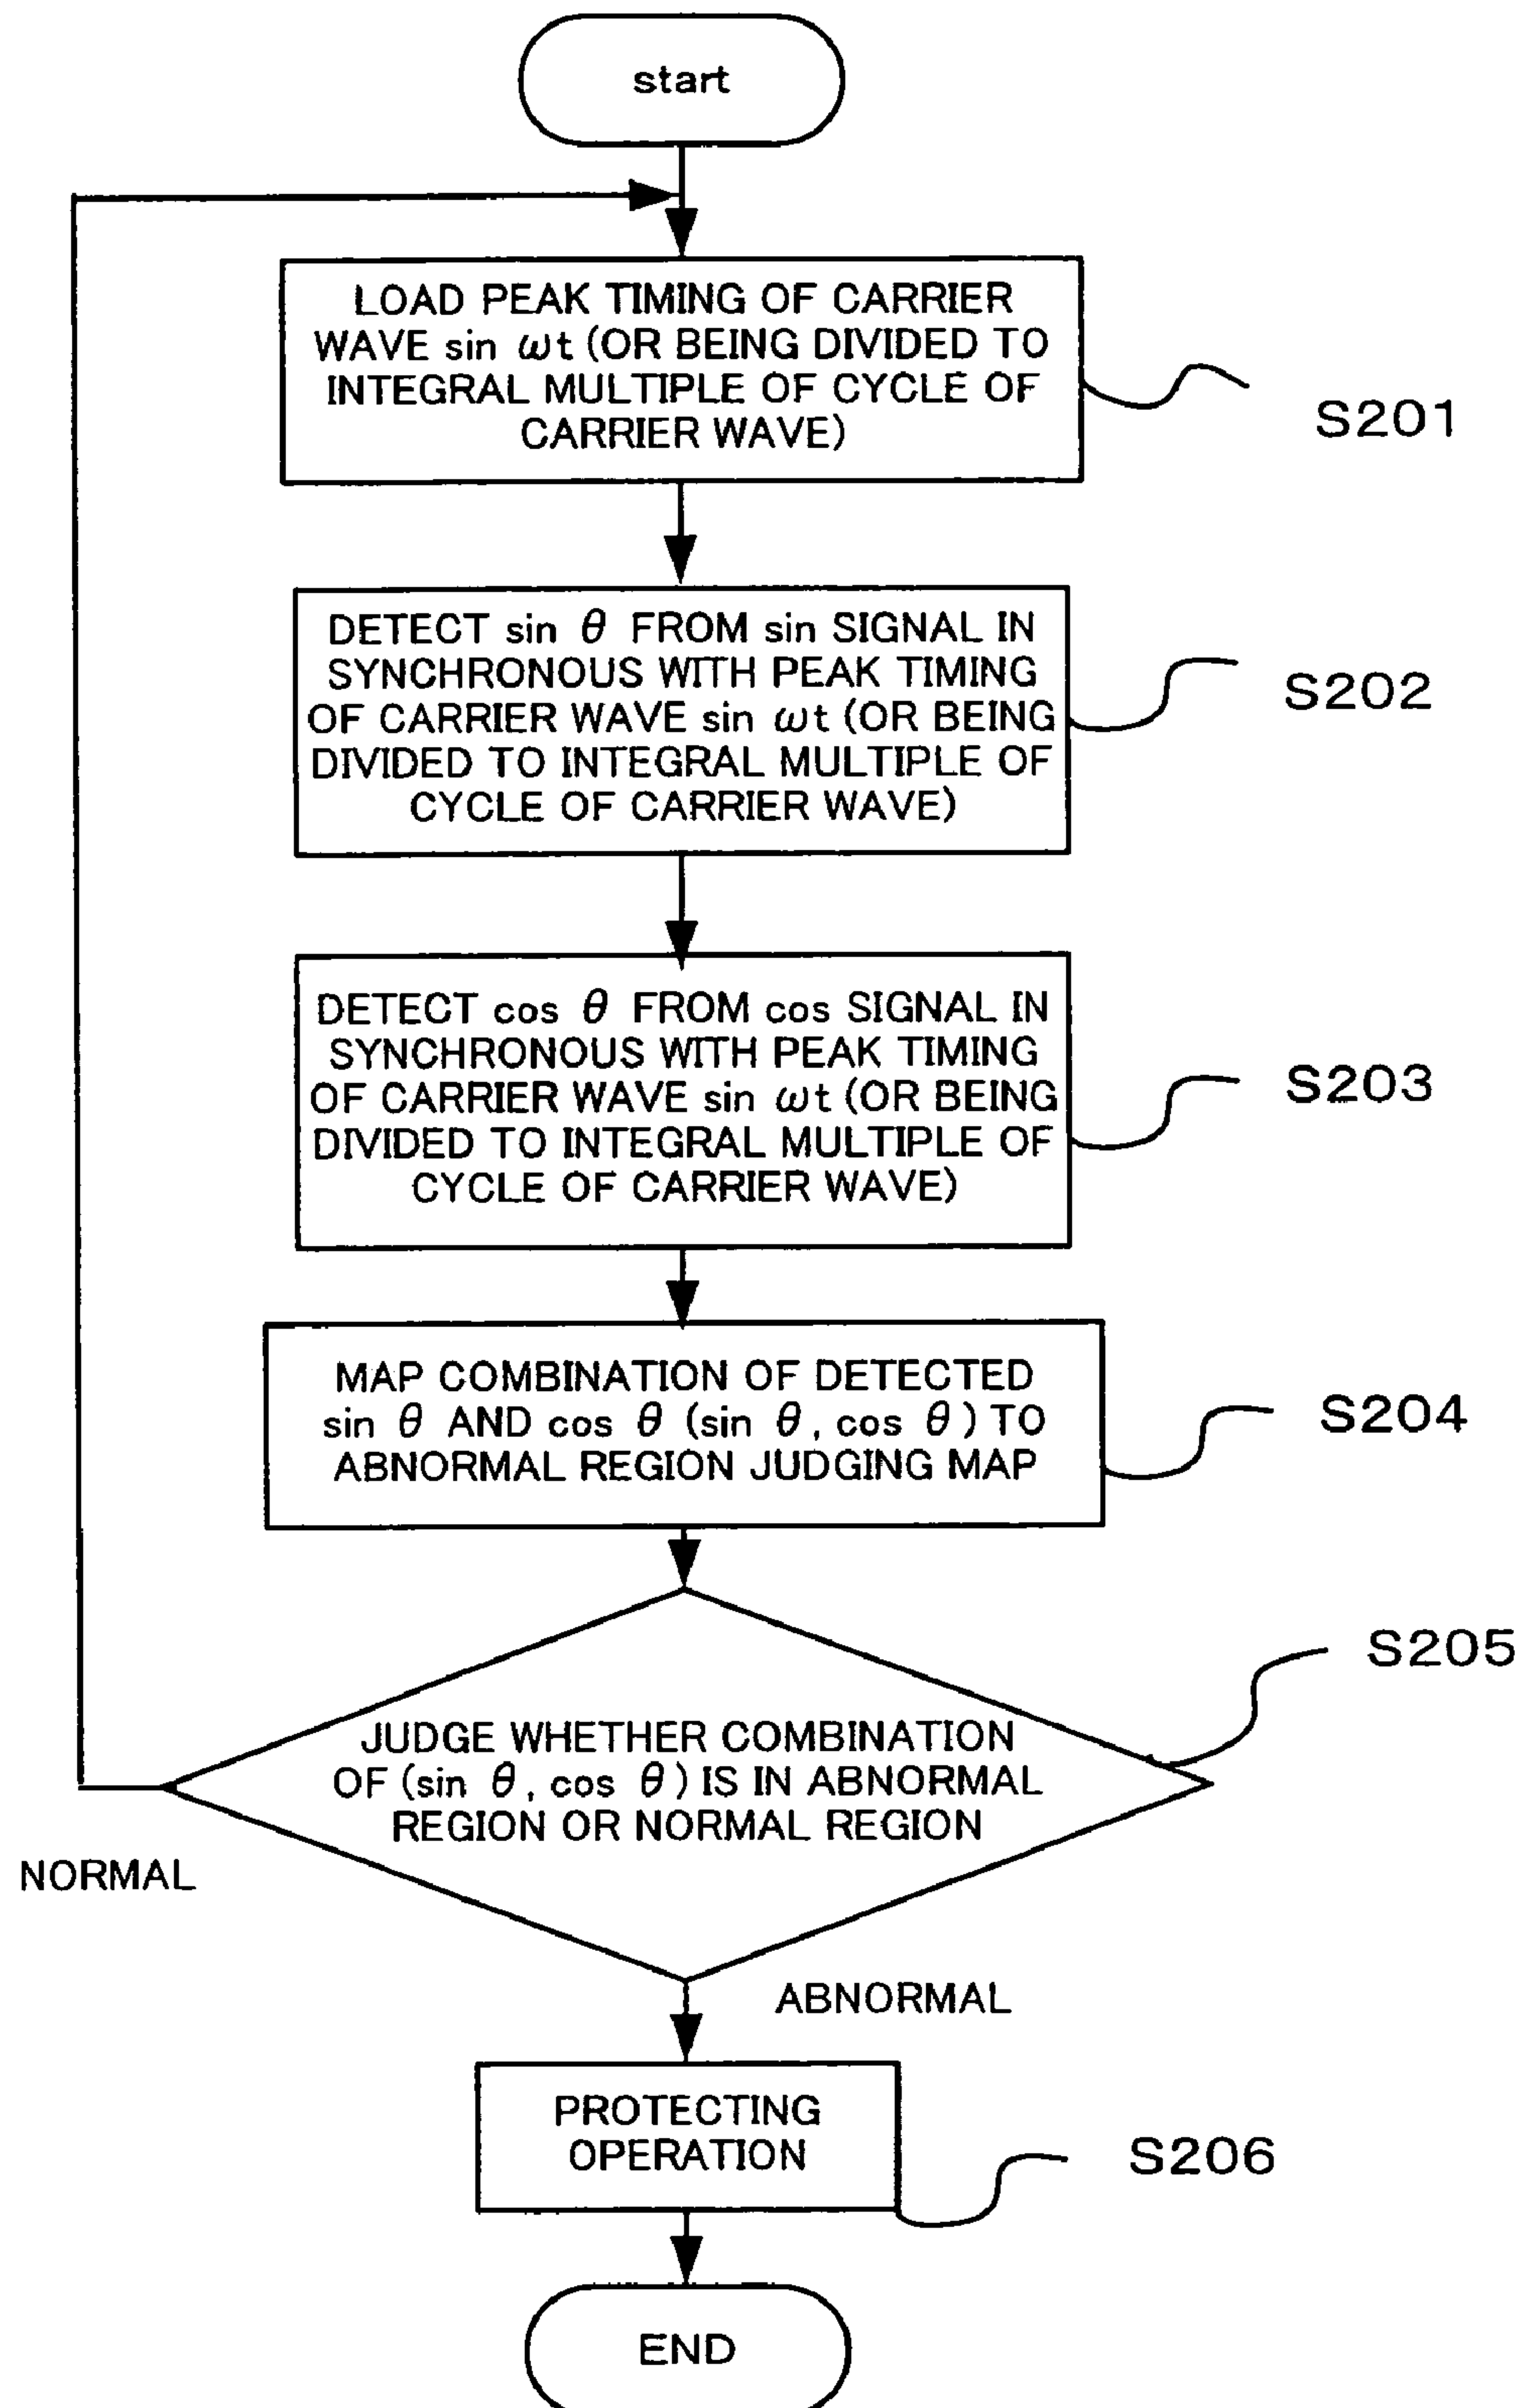 start
LOAD PEAK TIMING OF CARRIER
WAVE sin ωt (OR BEING DIVIDED TO
INTEGRAL MULTIPLE OF CYCLE OF
CARRIER WAVE)
S201
DETECT sin θ FROM sin SIGNAL IN
SYNCHRONOUS WITH PEAK TIMING
OF CARRIER WAVE sin ωt (OR BEING
DIVIDED TO INTEGRAL MULTIPLE OF
CYCLE OF CARRIER WAVE)
S202
DETECT cos θ FROM cos SIGNAL IN
SYNCHRONOUS WITH PEAK TIMING
OF CARRIER WAVE sin ωt (OR BEING
DIVIDED TO INTEGRAL MULTIPLE OF
CYCLE OF CARRIER WAVE)
S203
MAP COMBINATION OF DETECTED
sin θ AND cos θ (sin θ, cos θ) TO
ABNORMAL REGION JUDGING MAP
S204
JUDGE WHETHER COMBINATION
OF (sin θ, cos θ) IS IN ABNORMAL
REGION OR NORMAL REGION
S205
NORMAL
ABNORMAL
PROTECTING
OPERATION
S206
END